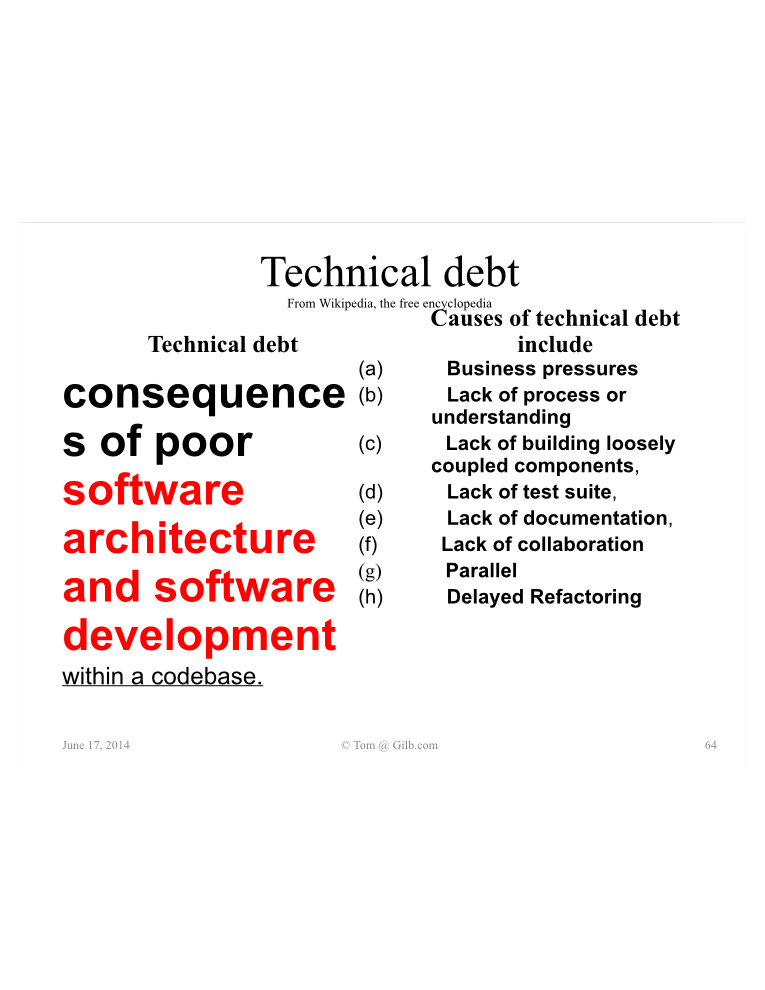 Technical debt
From Wikipedia, the free encyclopedia
Technical debt
consequence
s of poor
software
architecture
and software
development
within a codebase.
Causes of technical debt
include
(a) Business pressures
(b) Lack of process or
understanding
(c) Lack of building loosely
coupled components,
(d) Lack of test suite,
(e) Lack of documentation,
(f) Lack of collaboration
(g) Parallel
(h) Delayed Refactoring
June 17, 2014
© Tom @ Gilb.com
64